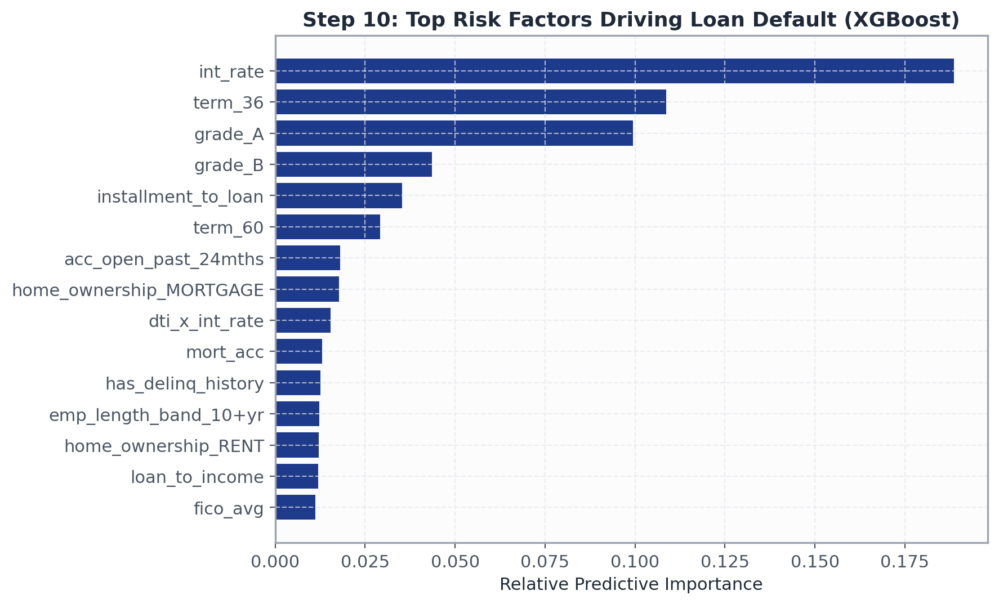 Step 10: Top Risk Factors Driving Loan Default (XGBoost)
int_rate
term_36
grade_A
grade_B
installment_to_loan
term_60
acc_open_past_24mths
home_ownership_MORTGAGE
dti_x_int_rate
mort_acc
has_delinq_history
emp_length_band_10+yr
home_ownership_RENT
loan_to_income
fico_avg
0.000 0.025 0.050 0.075 0.100 0.125 0.150 0.175
Relative Predictive Importance